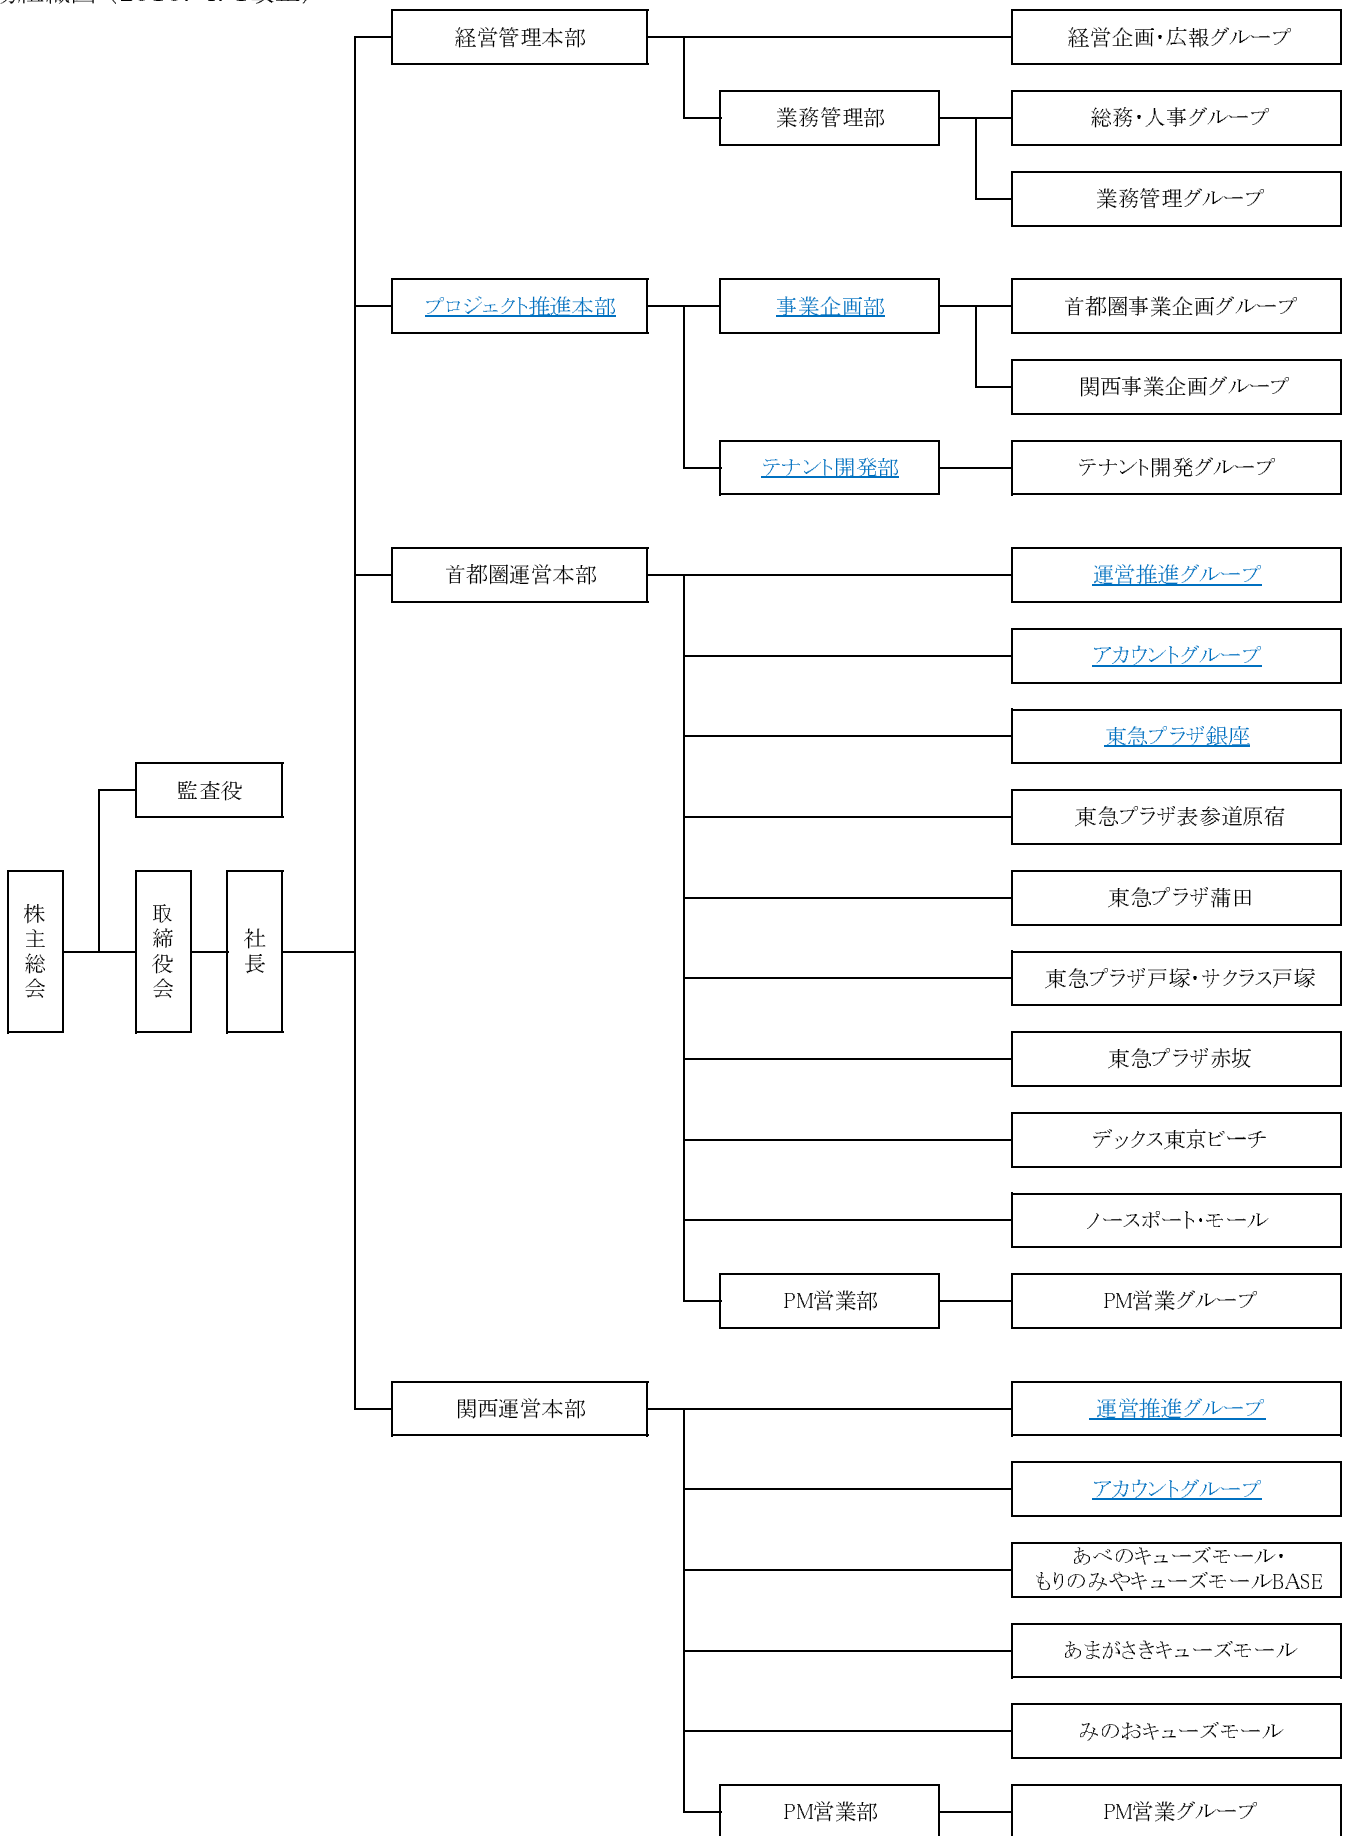 経営管理本部
経営企画・広報グループ
業務管理部
総務・人事グループ
業務管理グループ
プロジェクト推進本部
事業企画部
首都圏事業企画グループ
関西事業企画グループ
テナント開発部
テナント開発グループ
首都圏運営本部
運営推進グループ
アカウントグループ
東急プラザ銀座
監査役
東急プラザ表参道原宿
株主総会
取締役会
社長
東急プラザ蒲田
東急プラザ戸塚・サクラス戸塚
東急プラザ赤坂
デックス東京ビーチ
ノースポート・モール
PM営業部
PM営業グループ
関西運営本部
運営推進グループ
アカウントグループ
あべのキューズモール・
もりのみやキューズモールBASE
あまがさきキューズモール
みのおキューズモール
PM営業部
PM営業グループ